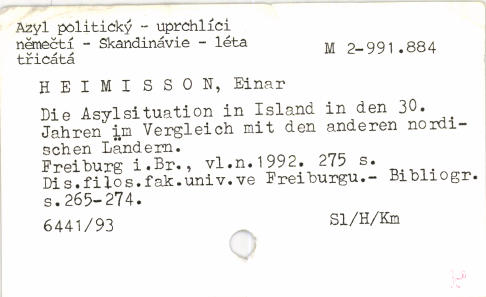 Azyl politický - uprchlíci
němečtí - Skandinávie - léta
třicátá
M 2-991.884
H E I M I S S O N, Einar
Die Asylsituation in Island in den 30.
Jahren im Vergleich mit den anderen nordi-
schen Ländern.
Freiburg i.Br., vl.n.1992. 275 s.
Dis.filos.fak.univ.ve Freiburgu.- Bibliogr.
s.265-274.
6441/93
Sl/H/Km